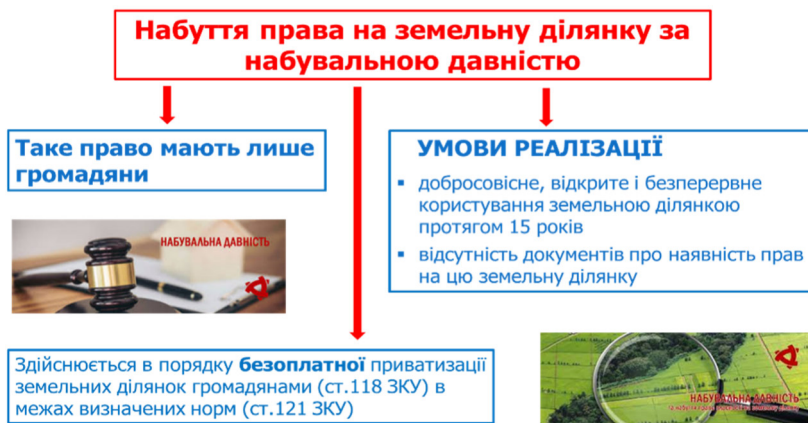 Набуття права на земельну ділянку за
набувальною давністю
Таке право мають лише
громадяни
УМОВИ РЕАЛІЗАЦІЇ
▪ добросовісне, відкрите і безперервне
користування земельною ділянкою
протягом 15 років
▪ відсутність документів про наявність прав
на цю земельну ділянку
НАБУВАЛЬНА ДАВНІСТЬ
Здійснюється в порядку безоплатної приватизації
земельних ділянок громадянами (ст.118 ЗКУ) в
межах визначених норм (ст.121 ЗКУ)
НАБУВАЛЬНА ДАВНІСТЬ